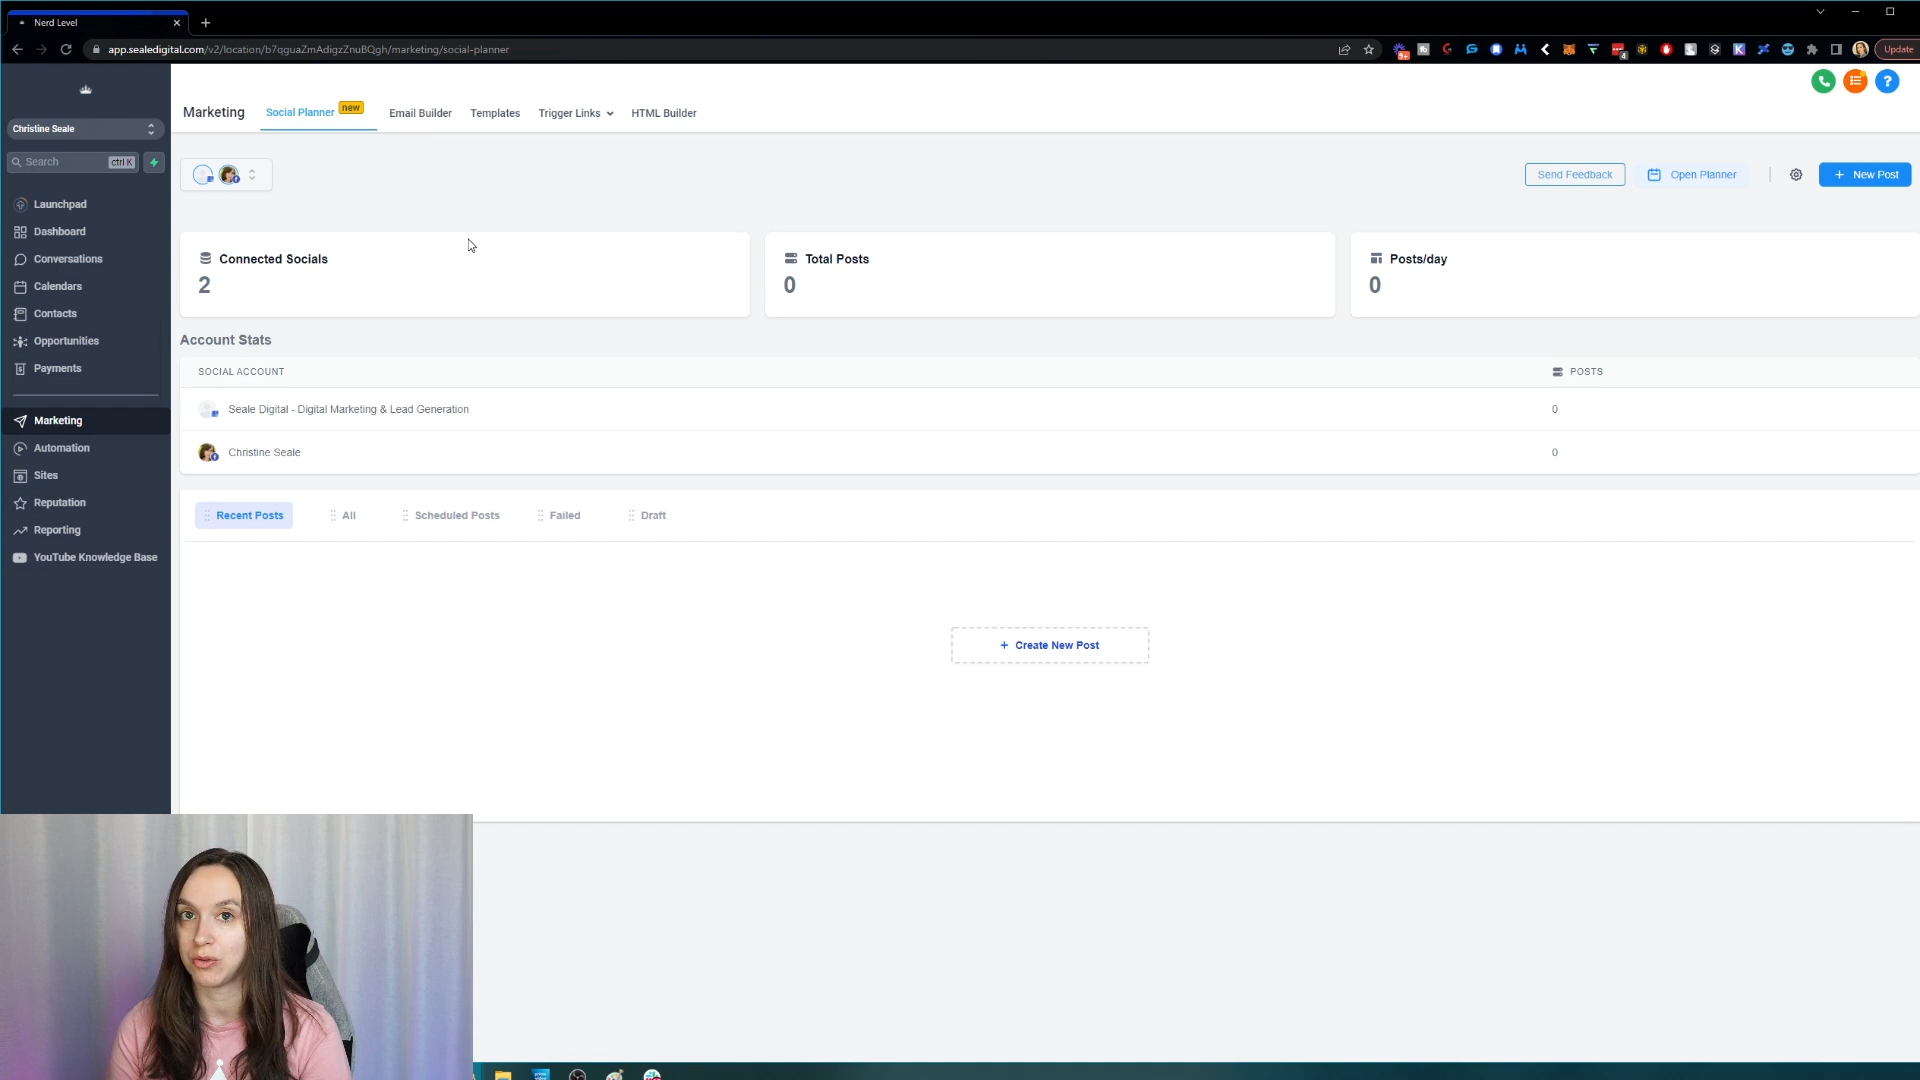 Nerd Level
app.sealedigital.com/v2/location/b7qguaZmAdigzZnuBQgh/marketing/social-planner
Update
Christine Seale
Search ctrl K
Launchpad
Dashboard
Conversations
Calendars
Contacts
Opportunities
Payments
Marketing
Automation
Sites
Reputation
Reporting
YouTube Knowledge Base
Marketing Social Planner new Email Builder Templates Trigger Links HTML Builder
Send Feedback Open Planner + New Post
Connected Socials
2
Total Posts
0
Posts/day
0
Account Stats
SOCIAL ACCOUNT POSTS
Seale Digital - Digital Marketing & Lead Generation 0
Christine Seale 0
Recent Posts All Scheduled Posts Failed Draft
+ Create New Post